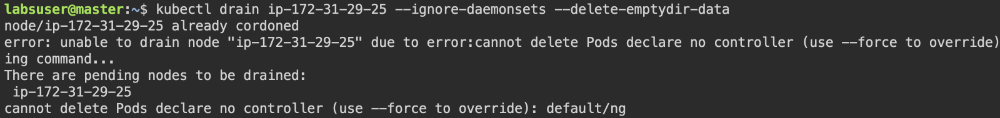 labsuser@master:~$ kubectl drain ip-172-31-29-25 --ignore-daemonsets --delete-emptydir-data
node/ip-172-31-29-25 already cordoned
error: unable to drain node "ip-172-31-29-25" due to error:cannot delete Pods declare no controller (use --force to override)
ing command...
There are pending nodes to be drained:
 ip-172-31-29-25
cannot delete Pods declare no controller (use --force to override): default/ng